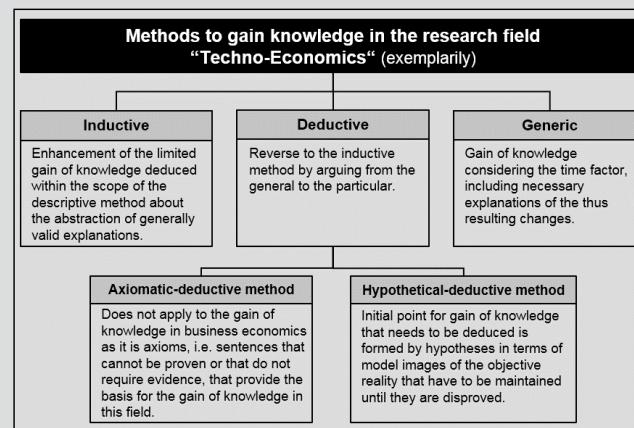 Methods to gain knowledge in the research field
“Techno-Economics“ (exemplarily)
Inductive
Enhancement of the limited
gain of knowledge deduced
within the scope of the
descriptive method about
the abstraction of generally
valid explanations.
Deductive
Reverse to the inductive
method by arguing from the
general to the particular.
Generic
Gain of knowledge
considering the time factor,
including necessary
explanations of the thus
resulting changes.
Axiomatic-deductive method
Does not apply to the gain of
knowledge in business economics
as it is axioms, i.e. sentences that
cannot be proven or that do not
require evidence, that provide the
basis for the gain of knowledge in
this field.
Hypothetical-deductive method
Initial point for gain of knowledge
that needs to be deduced is
formed by hypotheses in terms of
model images of the objective
reality that have to be maintained
until they are disproved.